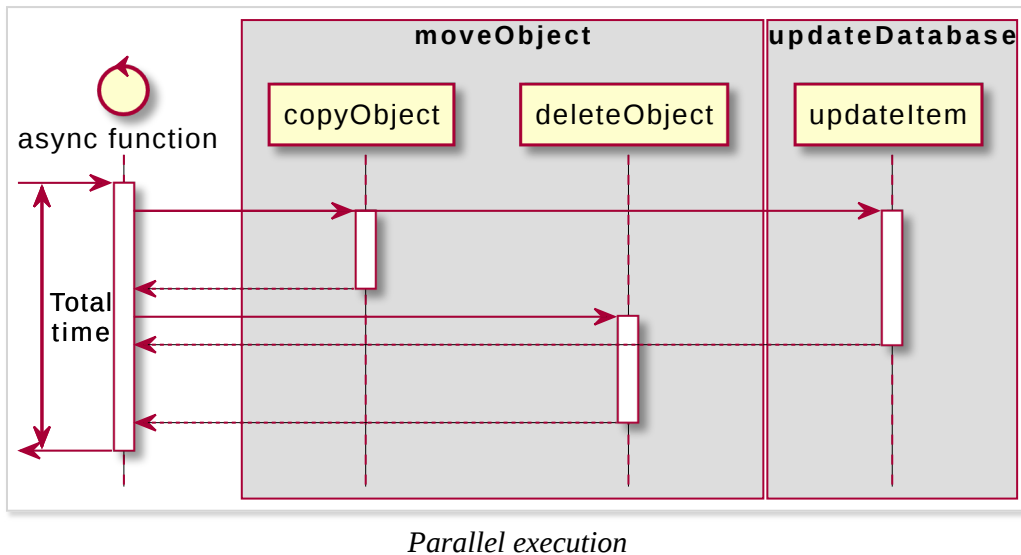 moveObject
updateDatabase
async function
copyObject
deleteObject
updateItem
Total
time
Parallel execution